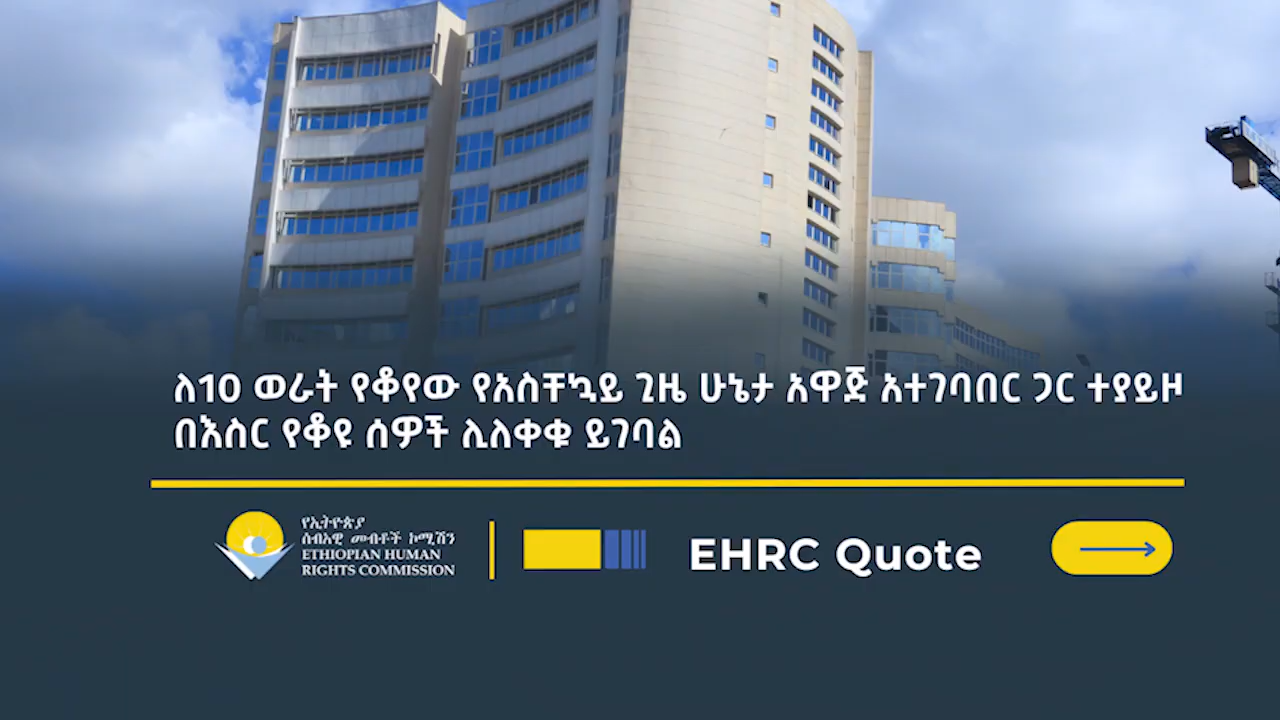 ለ10 ወራት የቆየው የአስቸኳይ ጊዜ ሁኔታ አዋጅ አተገባበር ጋር ተያይዞ
በእስር የቆዩ ሰዎች ሊለቀቁ ይገባል
የኢትዮጵያ
ሰብአዊ መብቶች ኮሚሽን
ETHIOPIAN HUMAN
RIGHTS COMMISSION
EHRC Quote